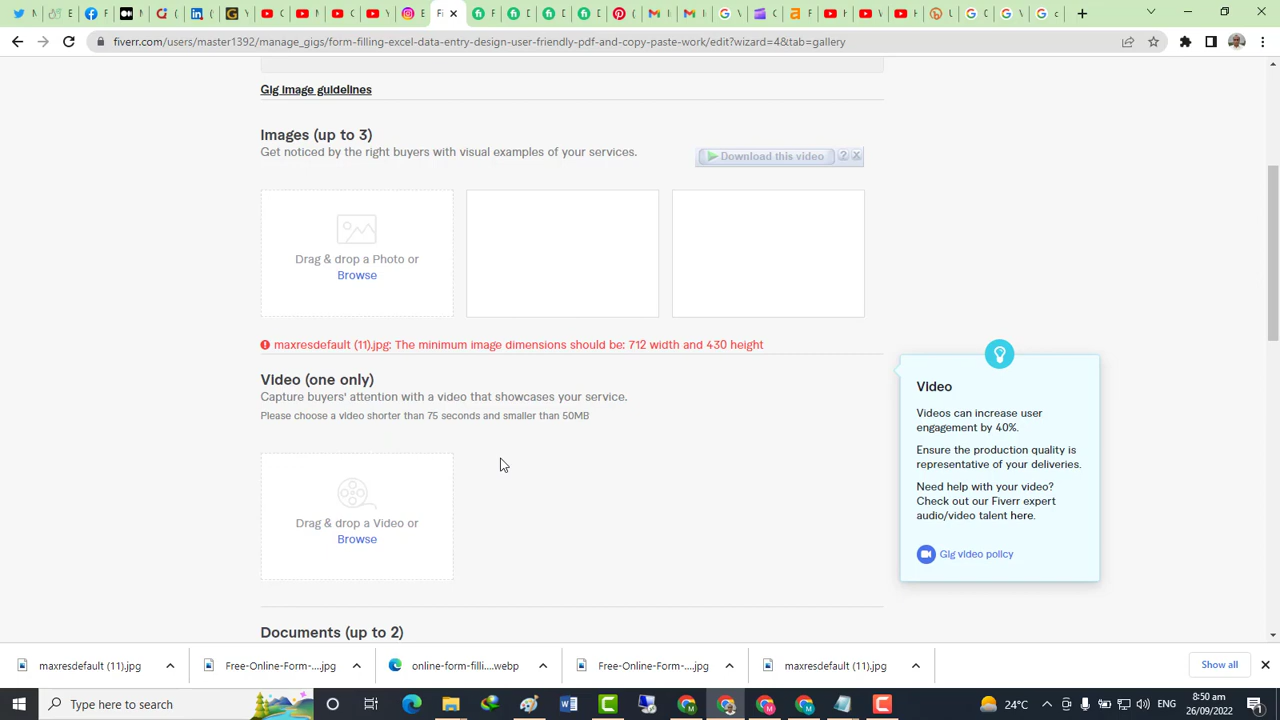 Fi
fiverr.com/users/master1392/manage_gigs/form-filling-excel-data-entry-design-user-friendly-pdf-and-copy-paste-work/edit?wizard=4&tab=gallery
Gig image guidelines
Images (up to 3)
Get noticed by the right buyers with visual examples of your services.
Download this video
?
Drag & drop a Photo or
Browse
maxresdefault (11).jpg: The minimum image dimensions should be: 712 width and 430 height
Video (one only)
Capture buyers' attention with a video that showcases your service.
Please choose a video shorter than 75 seconds and smaller than 50MB
Drag & drop a Video or
Browse
Video
Videos can increase user
engagement by 40%.
Ensure the production quality is
representative of your deliveries.
Need help with your video?
Check out our Fiverr expert
audio/video talent here.
Gig video policy
Documents (up to 2)
maxresdefault (11).jpg
Free-Online-Form-....jpg
online-form-filli....webp
Free-Online-Form-....jpg
maxresdefault (11).jpg
Show all
Type here to search
24°C
ENG
8:50 am
26/09/2022